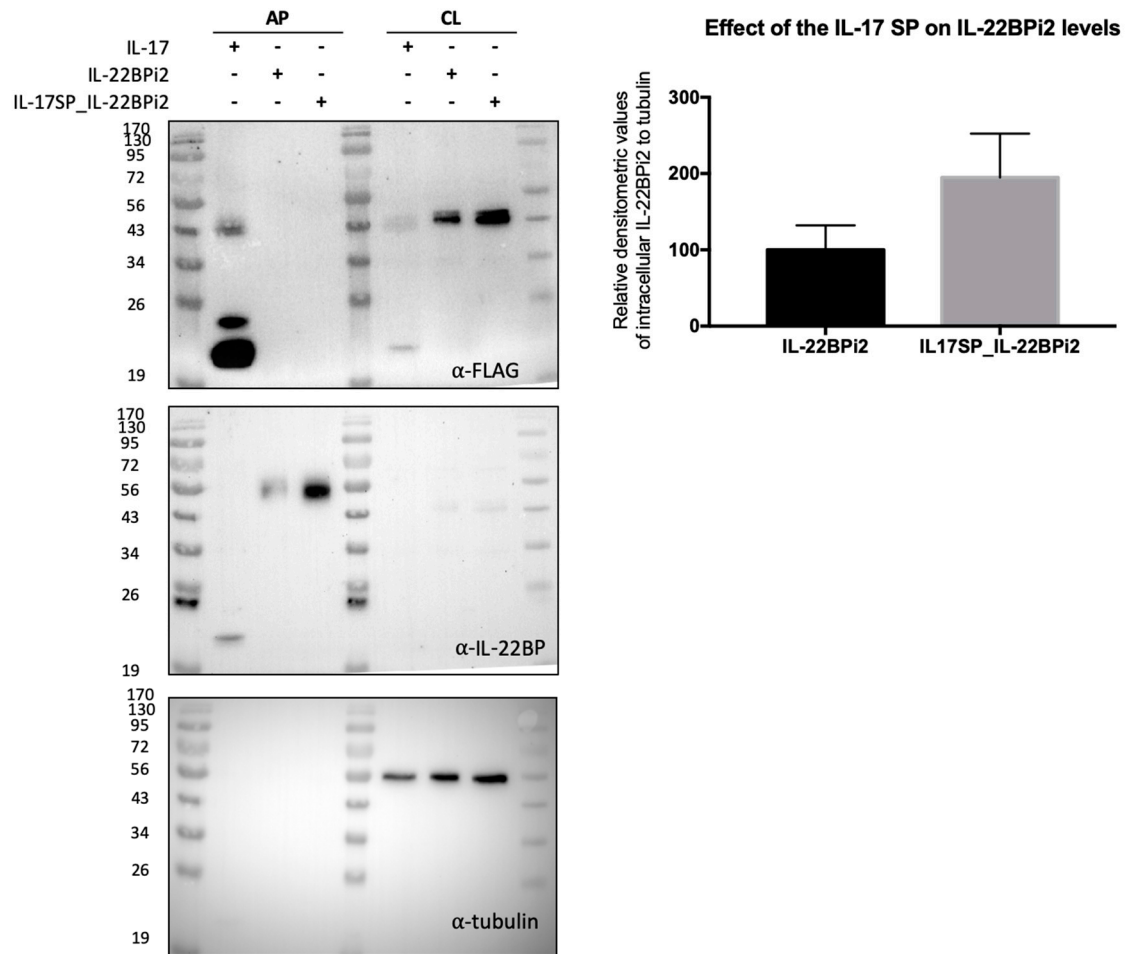 AP CL
IL-17 + - - + - -
IL-22BPi2 - + - - + -
IL-17SP_IL-22BPi2 - - + - - +
170
130
95
72
56
43
34
26
19
α-FLAG
170
130
95
72
56
43
34
26
19
α-IL-22BP
170
130
95
72
56
43
34
26
19
α-tubulin
Effect of the IL-17 SP on IL-22BPi2 levels
Relative densitometric values
of intracellular IL-22BPi2 to tubulin
300
200
100
0
IL-22BPi2 IL17SP_IL-22BPi2